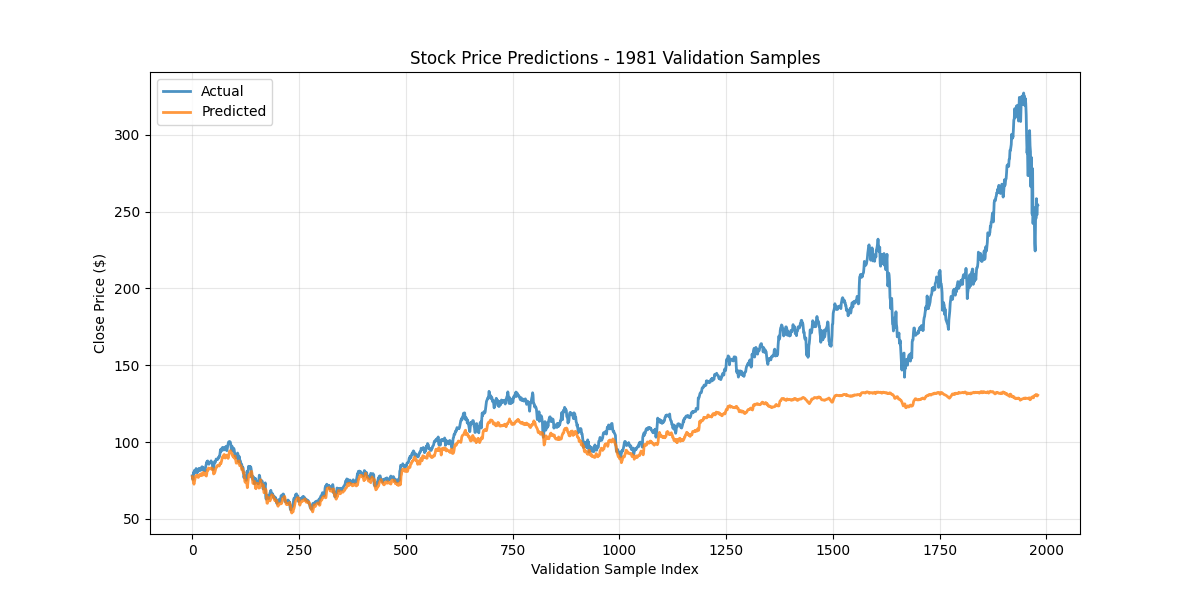 Stock Price Predictions - 1981 Validation Samples
Actual
Predicted
Close Price ($)
300
250
200
150
100
50
0 250 500 750 1000 1250 1500 1750 2000
Validation Sample Index